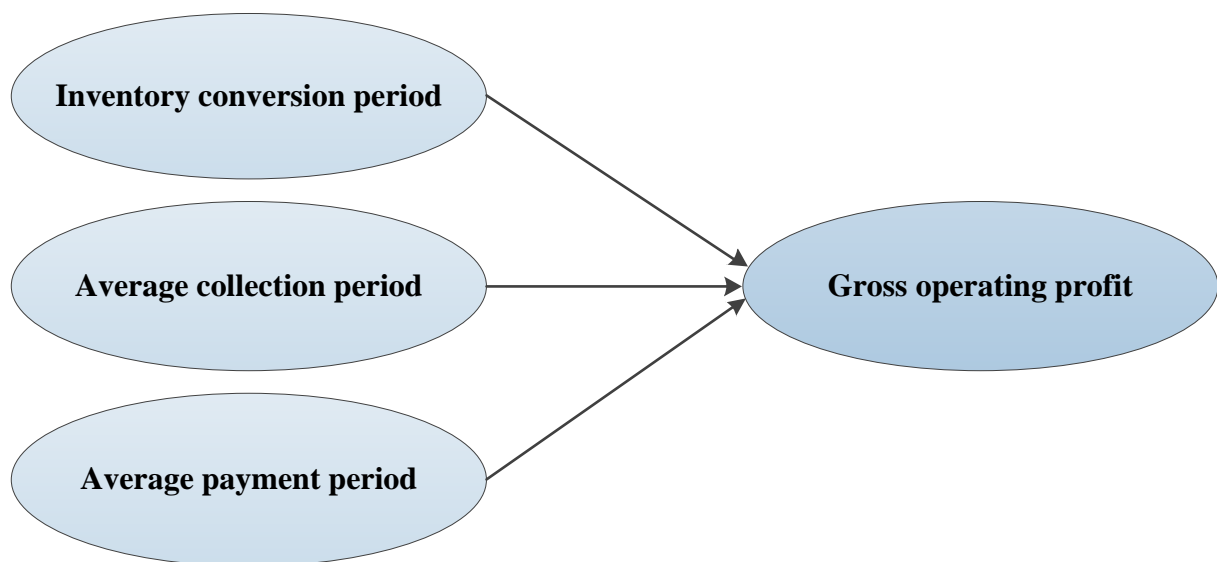 Inventory conversion period
Average collection period
Gross operating profit
Average payment period